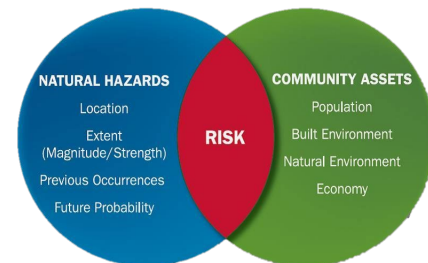 NATURAL HAZARDS
Location
Extent
(Magnitude/Strength)
Previous Occurrences
Future Probability
RISK
COMMUNITY ASSETS
Population
Built Environment
Natural Environment
Economy